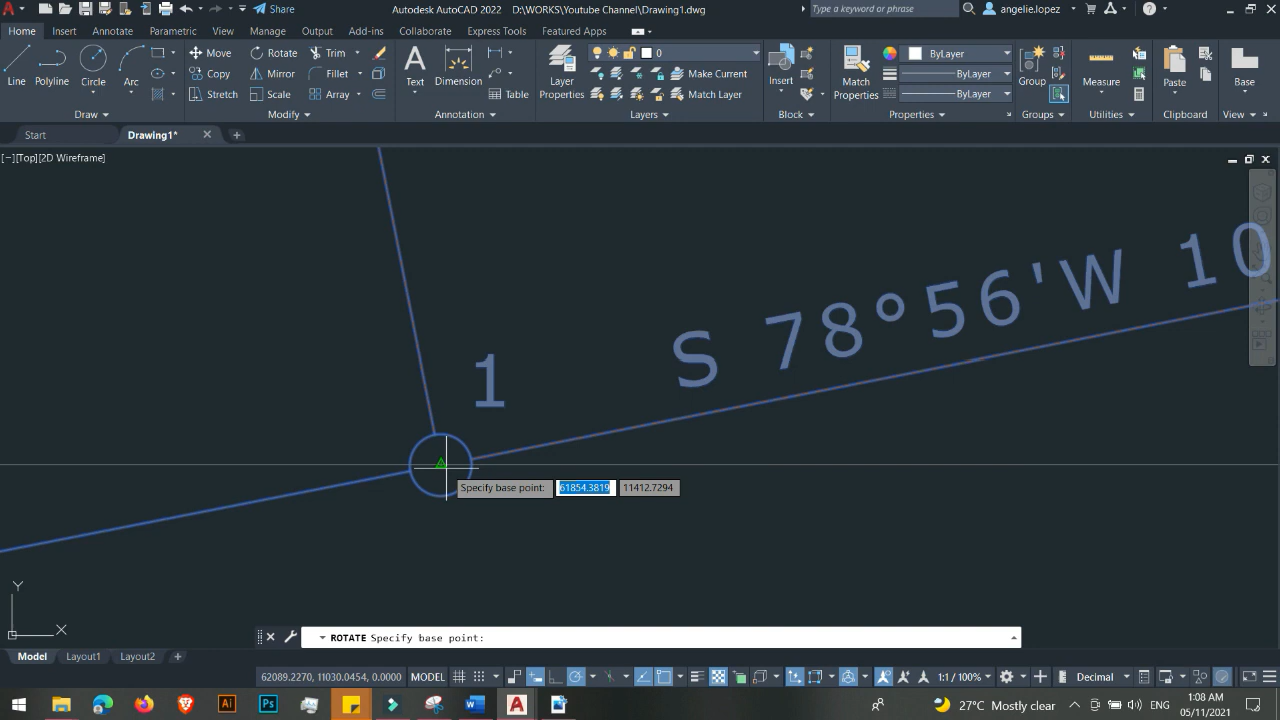 Share
Autodesk AutoCAD 2022 D:\WORKS\Youtube Channel\Drawing1.dwg
Type a keyword or phrase
angelie.lopez
Home Insert Annotate Parametric View Manage Output Add-ins Collaborate Express Tools Featured Apps
Line Polyline Circle Arc
Move Rotate Trim
Copy Mirror Fillet
Stretch Scale Array
Text Dimension
Table
Layer Properties
0
Make Current
Match Layer
Insert
Match Properties
ByLayer
ByLayer
ByLayer
Group
Measure
Paste
Base
Draw Modify Annotation Layers Block Properties Groups Utilities Clipboard View
Start Drawing1*
[−][Top][2D Wireframe]
S 78°56'W 10
1
Specify base point: 61854.3819 11412.7294
Y
X
ROTATE Specify base point:
Model Layout1 Layout2
62089.2270, 11030.0454, 0.0000 MODEL 1:1 / 100% Decimal
27°C Mostly clear ENG
1:08 AM
05/11/2021